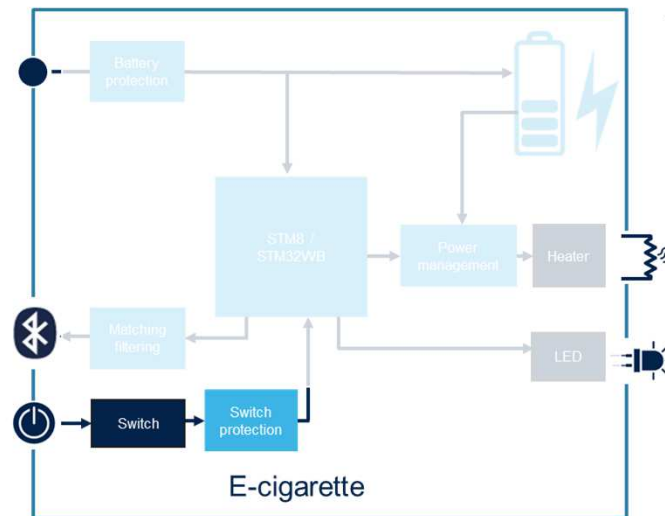 Battery
protection
STM8 /
STM32WB
Power
management
Heater
Matching
filtering
LED
Switch
Switch
protection
E-cigarette